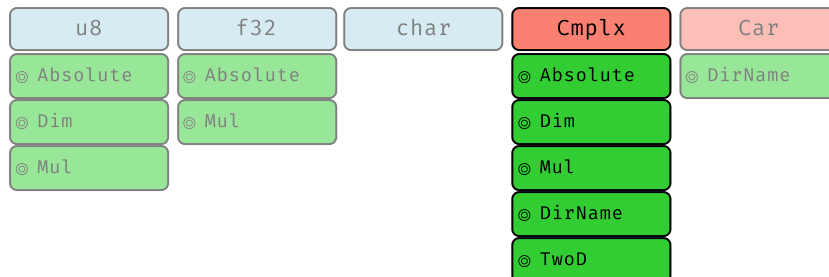 u8 f32 char Cmplx Car
◎ Absolute ◎ Absolute ◎ Absolute ◎ DirName
◎ Dim ◎ Mul ◎ Dim
◎ Mul ◎ Mul
◎ DirName
◎ TwoD